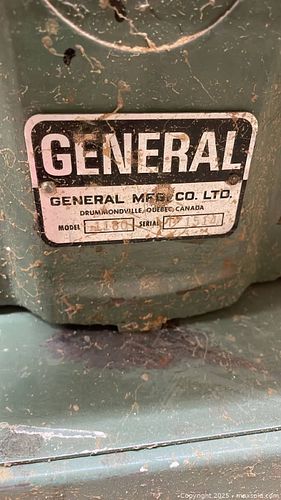 GENERAL
GENERAL MFG. CO. LTD.
DRUMMONDVILLE, QUEBEC, CANADA
MODEL SERIAL
©Copyright 2025 - maxsold.com